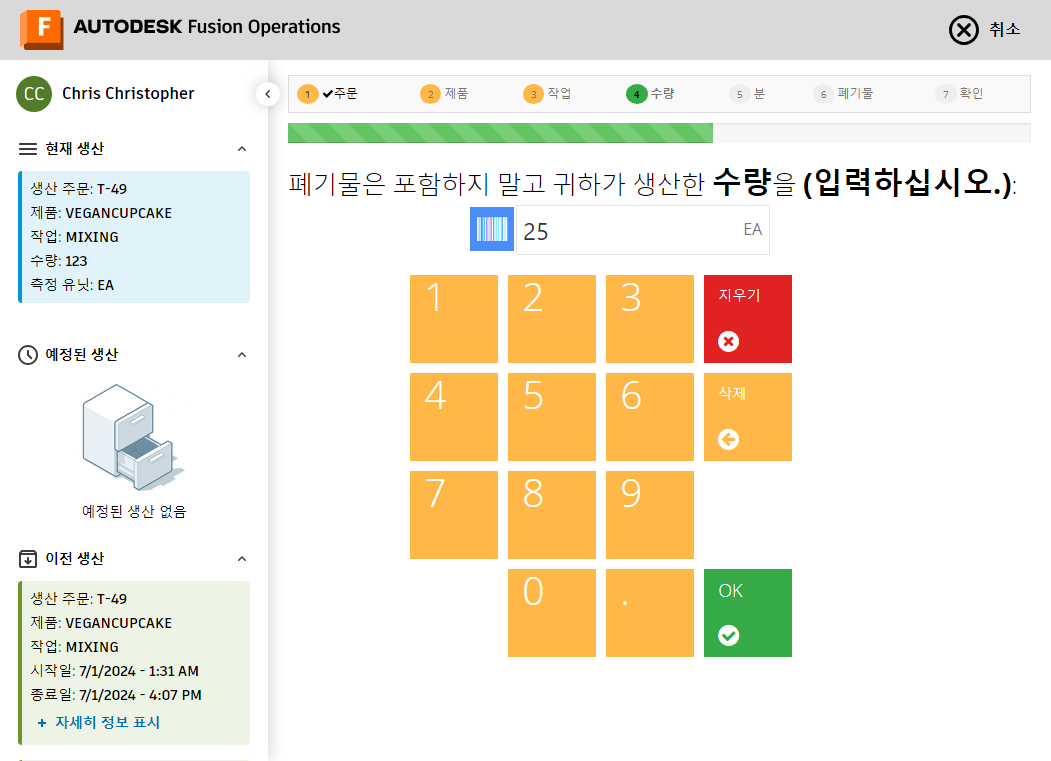 F AUTODESK Fusion Operations
취소
CC Chris Christopher
현재 생산
생산 주문: T-49
제품: VEGANCUPCAKE
작업: MIXING
수량: 123
측정 유닛: EA
예정된 생산
예정된 생산 없음
이전 생산
생산 주문: T-49
제품: VEGANCUPCAKE
작업: MIXING
시작일: 7/1/2024 - 1:31 AM
종료일: 7/1/2024 - 4:07 PM
+ 자세히 정보 표시
1 ✔주문 2 제품 3 작업 4 수량 5 분 6 폐기물 7 확인
폐기물은 포함하지 말고 귀하가 생산한 수량을 (입력하십시오.):
25 EA
1 2 3 지우기
4 5 6 삭제
7 8 9
0 . OK